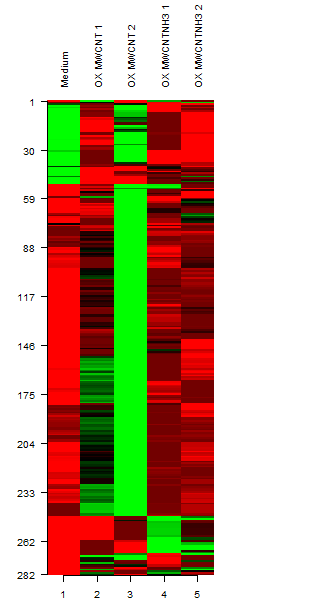 Medium
OX MWCNT 1
OX MWCNT 2
OX MWCNTNH3 1
OX MWCNTNH3 2
1
30
59
88
117
146
175
204
233
262
282
1 2 3 4 5